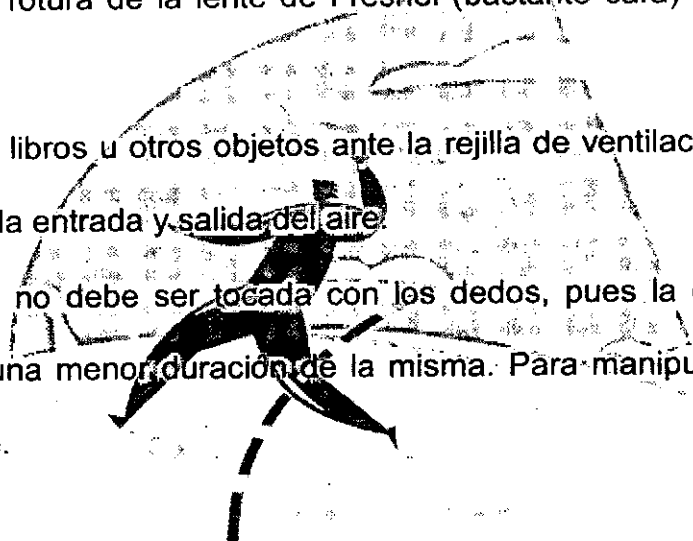 rotura de la lente de Fresnel (bastante cara)
libros u otros objetos ante la rejilla de ventilac
la entrada y salida del aire.
no debe ser tocada con los dedos, pues la
una menor duración de la misma. Para manipu